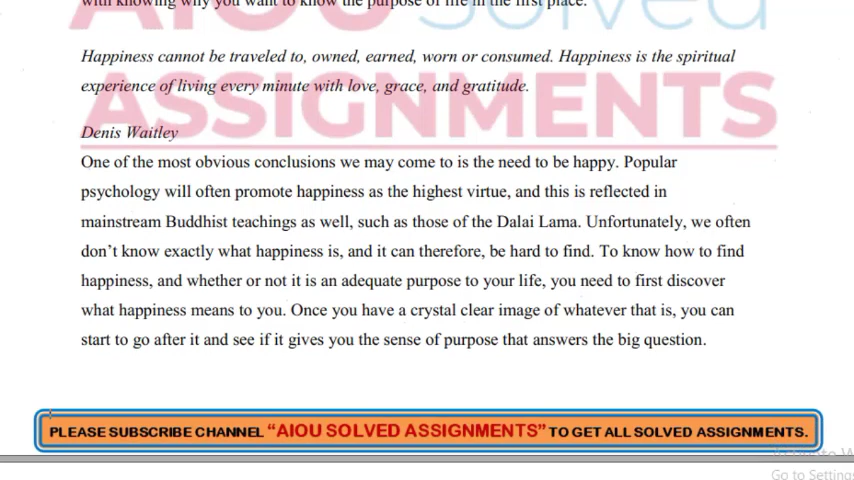 with knowing why you want to know the purpose of life in the first place.
AIOU Solved
Happiness cannot be traveled to, owned, earned, worn or consumed. Happiness is the spiritual
experience of living every minute with love, grace, and gratitude.
ASSIGNMENTS
Denis Waitley
One of the most obvious conclusions we may come to is the need to be happy. Popular
psychology will often promote happiness as the highest virtue, and this is reflected in
mainstream Buddhist teachings as well, such as those of the Dalai Lama. Unfortunately, we often
don’t know exactly what happiness is, and it can therefore, be hard to find. To know how to find
happiness, and whether or not it is an adequate purpose to your life, you need to first discover
what happiness means to you. Once you have a crystal clear image of whatever that is, you can
start to go after it and see if it gives you the sense of purpose that answers the big question.
PLEASE SUBSCRIBE CHANNEL “AIOU SOLVED ASSIGNMENTS” TO GET ALL SOLVED ASSIGNMENTS.
Go to Settings